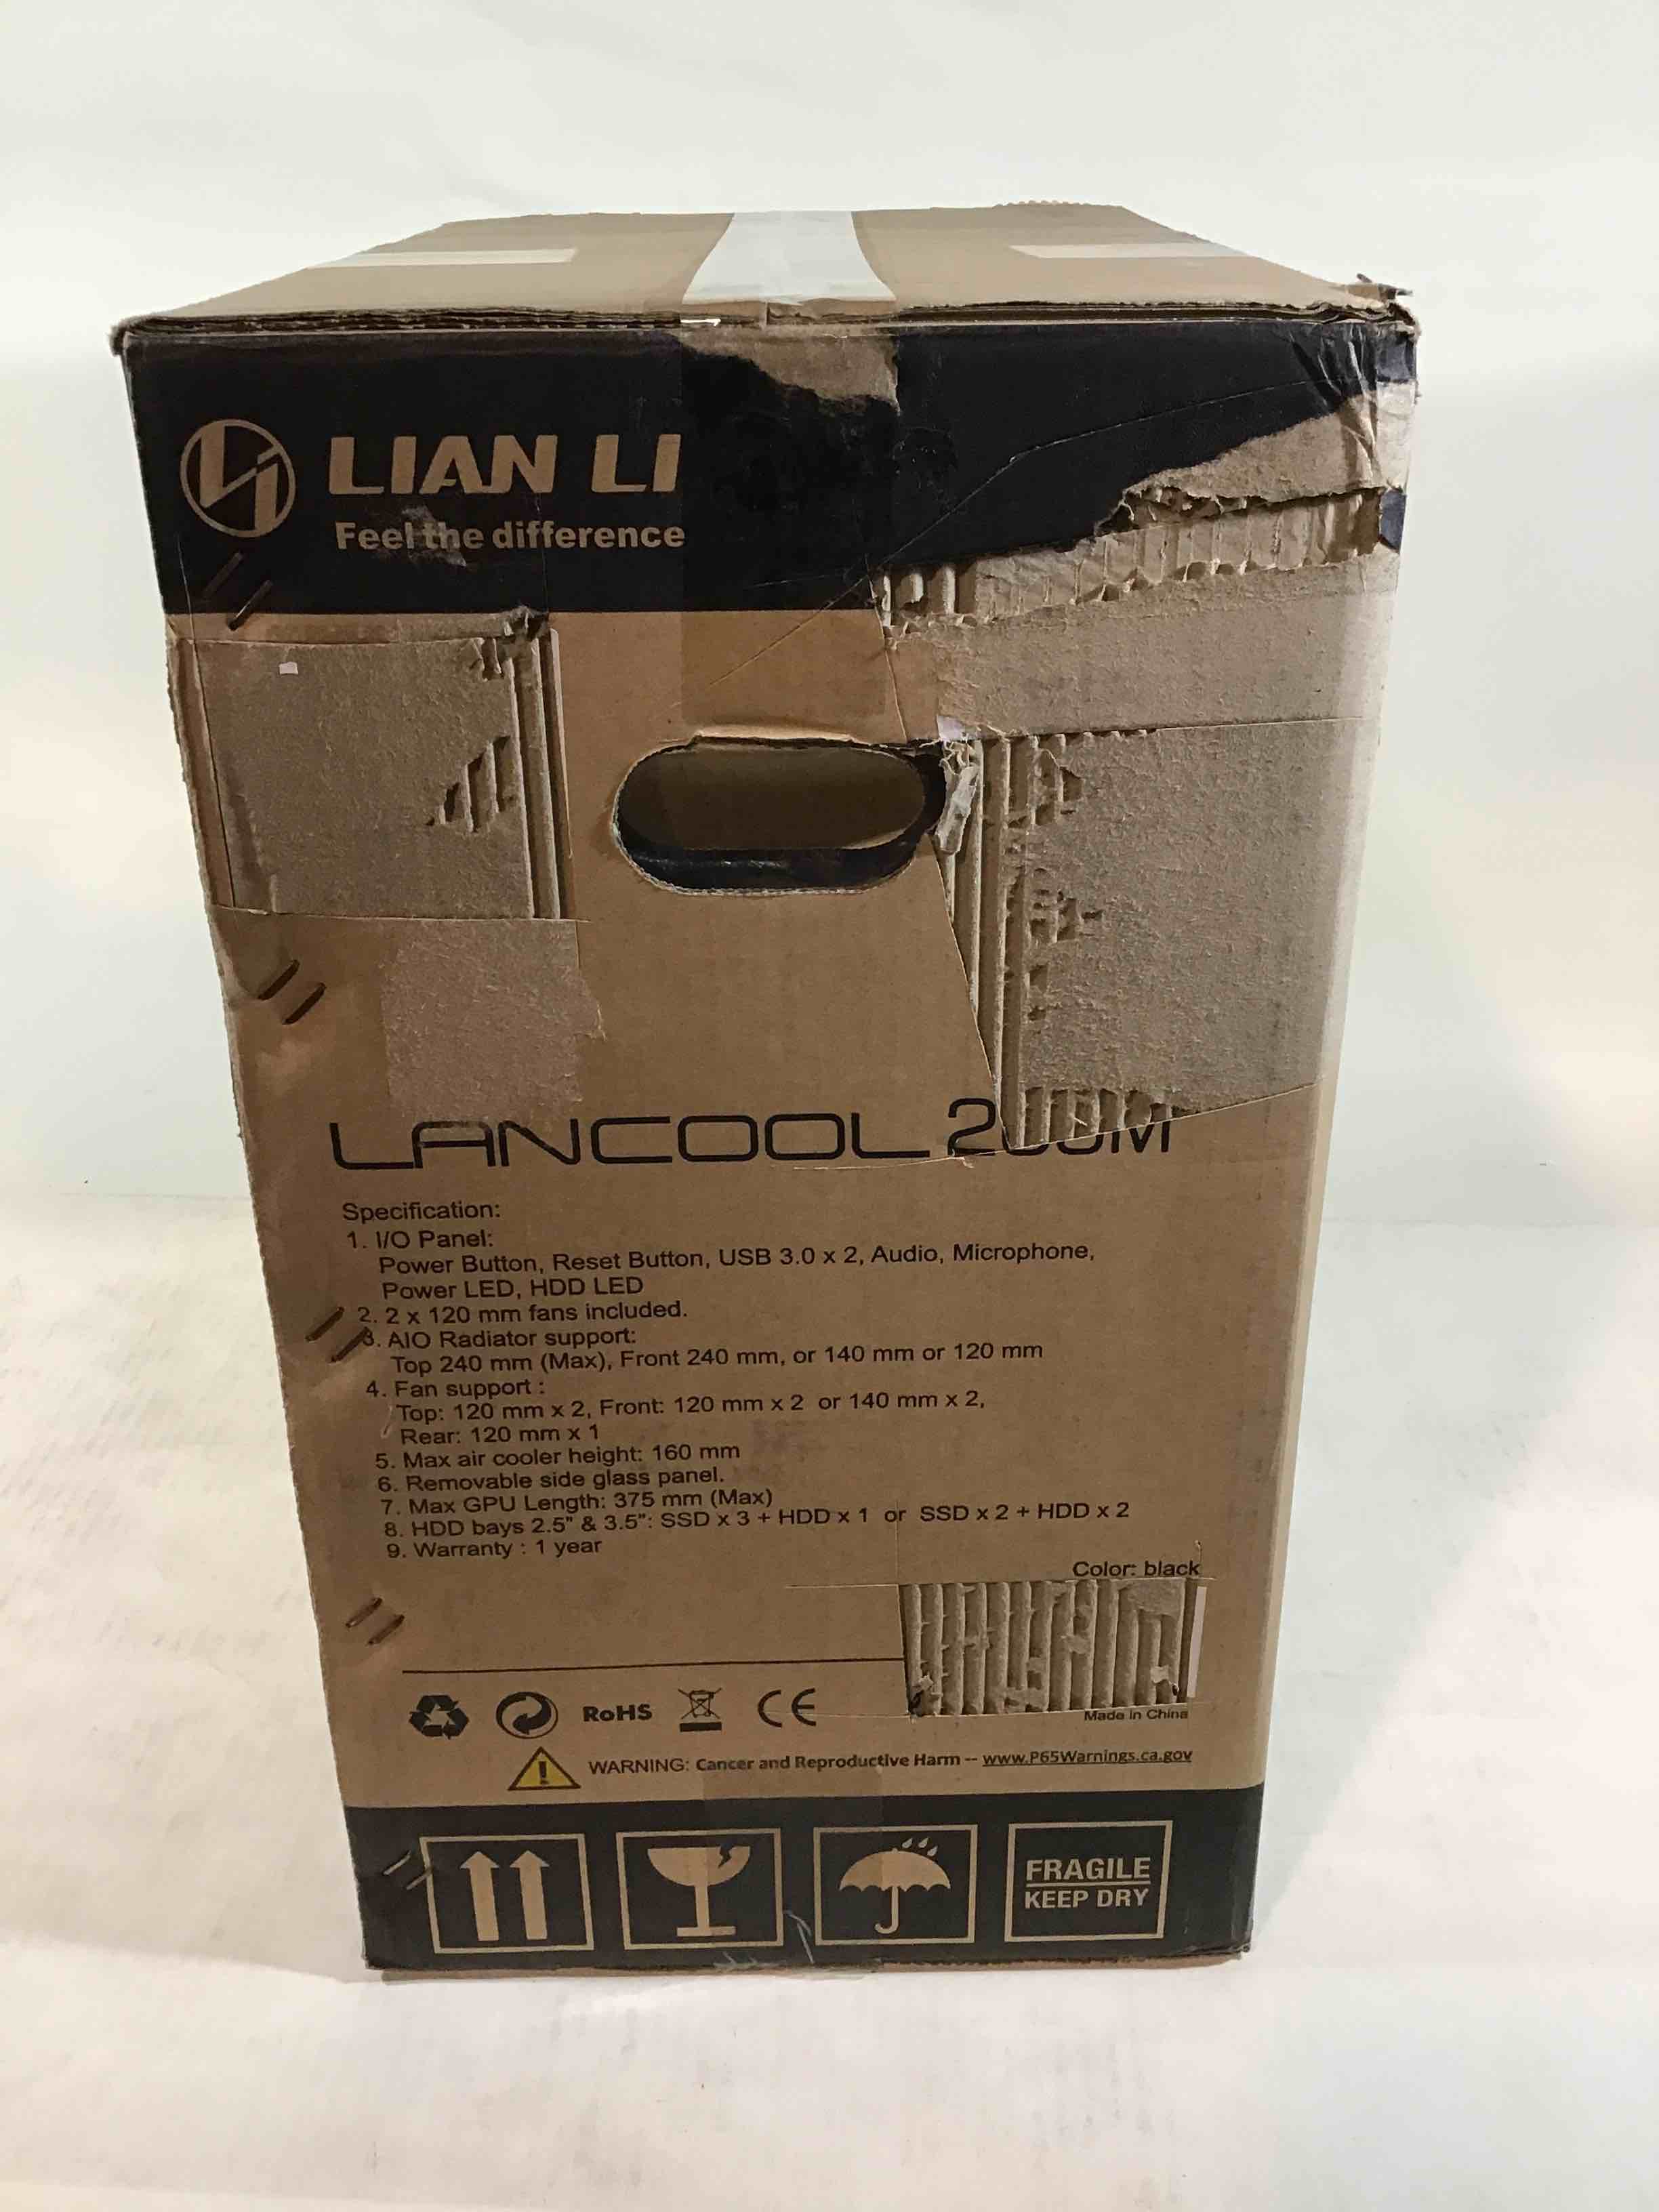 LIAN LI
Feel the difference
LANCOOL
Specification:
1. I/O Panel:
Power Button, Reset Button, USB 3.0 x 2, Audio, Microphone,
Power LED, HDD LED
2. 2 x 120 mm fans included.
3. AIO Radiator support:
Top 240 mm (Max), Front 240 mm, or 140 mm or 120 mm
4. Fan support :
Top: 120 mm x 2, Front: 120 mm x 2 or 140 mm x 2,
Rear: 120 mm x 1
5. Max air cooler height: 160 mm
6. Removable side glass panel.
7. Max GPU Length: 375 mm (Max)
8. HDD bays 2.5" & 3.5": SSD x 3 + HDD x 1 or SSD x 2 + HDD x 2
9. Warranty : 1 year
Color: black
RoHS
CE
Made in China
WARNING: Cancer and Reproductive Harm -- www.P65Warnings.ca.gov
FRAGILE
KEEP DRY